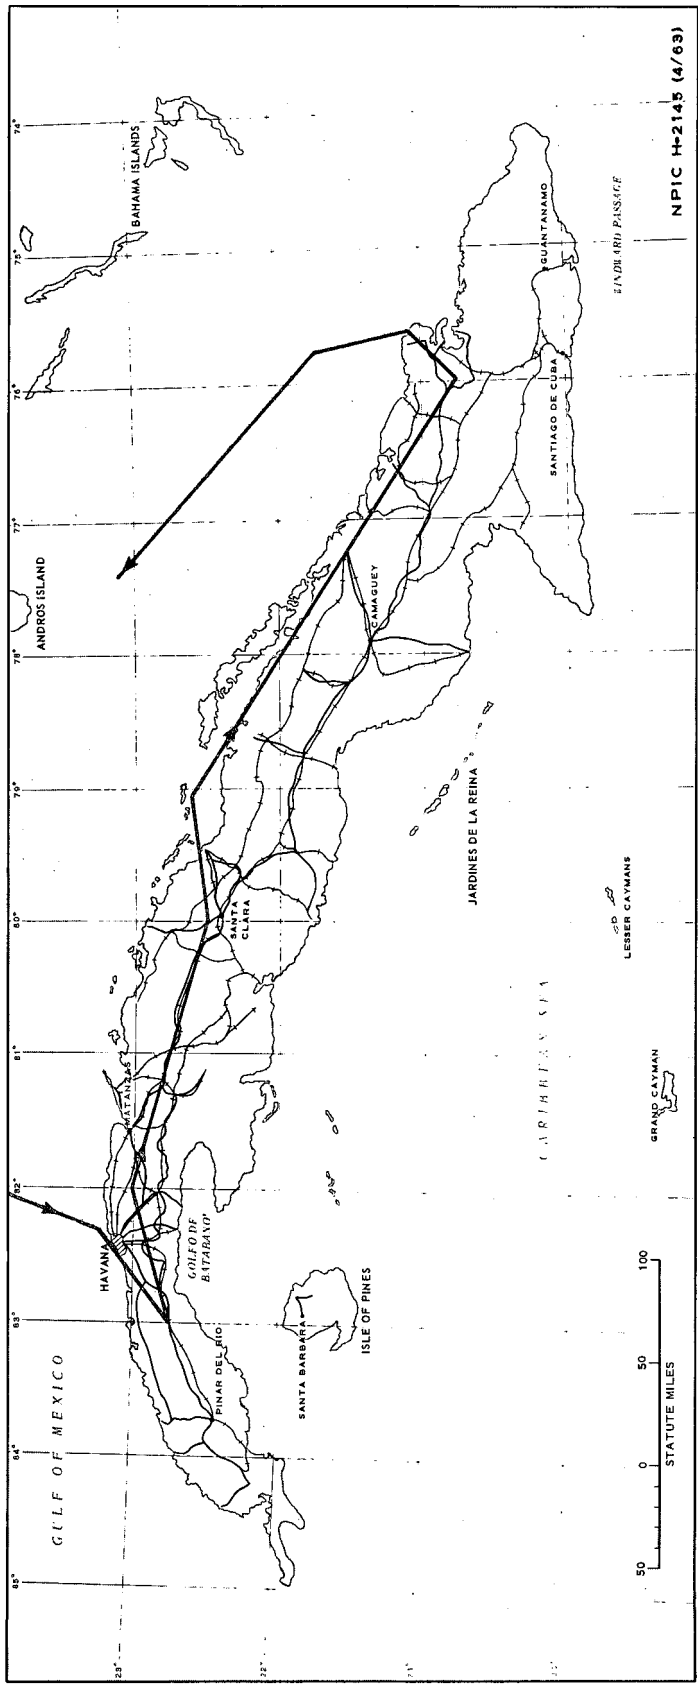 85°
84°
83°
82°
81°
80°
79°
78°
77°
76°
75°
74°
GULF OF MEXICO
ANDROS ISLAND
BAHAMA ISLANDS
23°
HAVANA
MATANZAS
22°
PINAR DEL RIO
GOLFO DE
BATABANO
SANTA
CLARA
SANTA BARBARA
ISLE OF PINES
CAMAGUEY
21°
JARDINES DE LA REINA
GUANTANAMO
SANTIAGO DE CUBA
CARIBBEAN SEA
WINDWARD PASSAGE
20°
LESSER CAYMANS
GRAND CAYMAN
50 0 50 100
STATUTE MILES
NPIC H-2145 (4/63)